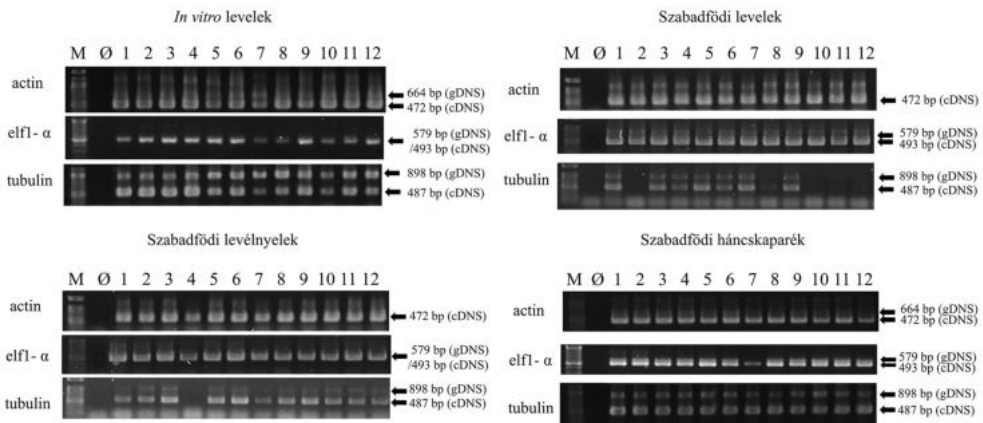 In vitro levelek
M Ø 1 2 3 4 5 6 7 8 9 10 11 12
actin
664 bp (gDNS)
472 bp (cDNS)
elf1- α
579 bp (gDNS)
/493 bp (cDNS)
tubulin
898 bp (gDNS)
487 bp (cDNS)
Szabadfödi levelek
M Ø 1 2 3 4 5 6 7 8 9 10 11 12
actin
472 bp (cDNS)
elf1- α
579 bp (gDNS)
493 bp (cDNS)
tubulin
898 bp (gDNS)
487 bp (cDNS)
Szabadfödi levélnyelek
M Ø 1 2 3 4 5 6 7 8 9 10 11 12
actin
472 bp (cDNS)
elf1- α
579 bp (gDNS)
/493 bp (cDNS)
tubulin
898 bp (gDNS)
487 bp (cDNS)
Szabadfödi háncskaparék
M Ø 1 2 3 4 5 6 7 8 9 10 11 12
actin
664 bp (gDNS)
472 bp (cDNS)
elf1- α
579 bp (gDNS)
493 bp (cDNS)
tubulin
898 bp (gDNS)
487 bp (cDNS)